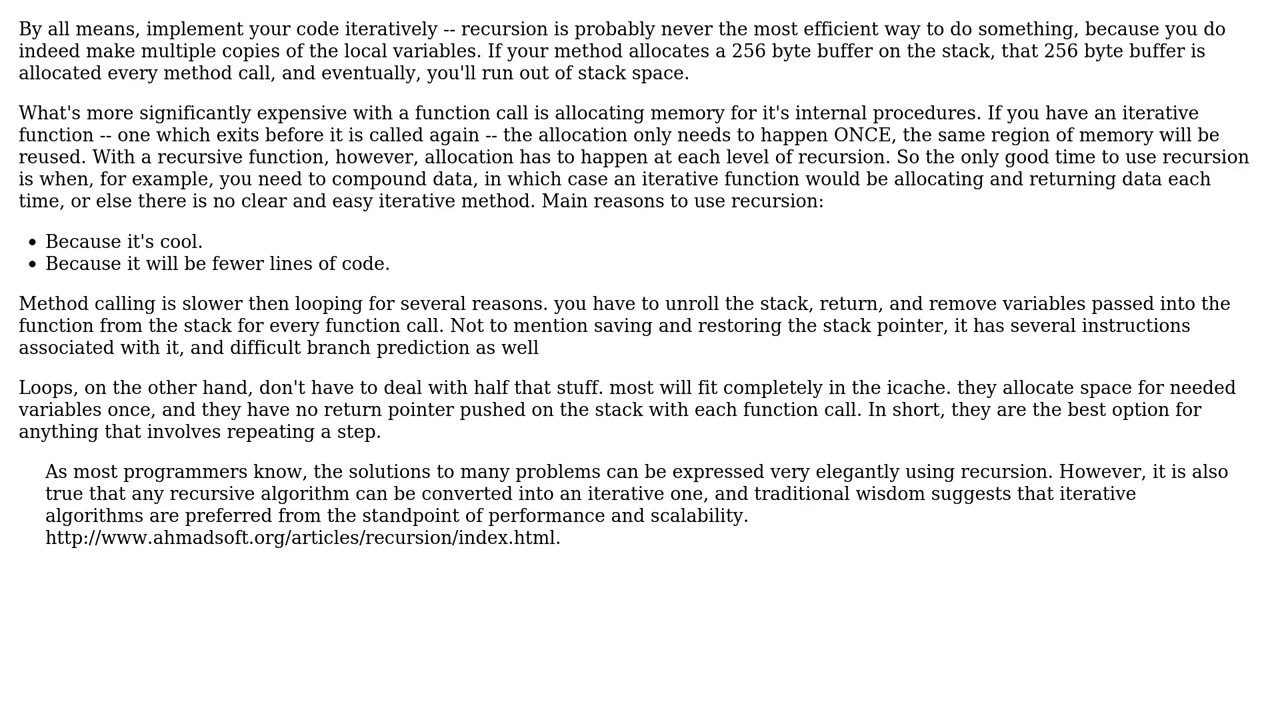 By all means, implement your code iteratively -- recursion is probably never the most efficient way to do something, because you do
indeed make multiple copies of the local variables. If your method allocates a 256 byte buffer on the stack, that 256 byte buffer is
allocated every method call, and eventually, you'll run out of stack space.
What's more significantly expensive with a function call is allocating memory for it's internal procedures. If you have an iterative
function -- one which exits before it is called again -- the allocation only needs to happen ONCE, the same region of memory will be
reused. With a recursive function, however, allocation has to happen at each level of recursion. So the only good time to use recursion
is when, for example, you need to compound data, in which case an iterative function would be allocating and returning data each
time, or else there is no clear and easy iterative method. Main reasons to use recursion:
• Because it's cool.
• Because it will be fewer lines of code.
Method calling is slower then looping for several reasons. you have to unroll the stack, return, and remove variables passed into the
function from the stack for every function call. Not to mention saving and restoring the stack pointer, it has several instructions
associated with it, and difficult branch prediction as well
Loops, on the other hand, don't have to deal with half that stuff. most will fit completely in the icache. they allocate space for needed
variables once, and they have no return pointer pushed on the stack with each function call. In short, they are the best option for
anything that involves repeating a step.
As most programmers know, the solutions to many problems can be expressed very elegantly using recursion. However, it is also
true that any recursive algorithm can be converted into an iterative one, and traditional wisdom suggests that iterative
algorithms are preferred from the standpoint of performance and scalability.
http://www.ahmadsoft.org/articles/recursion/index.html.